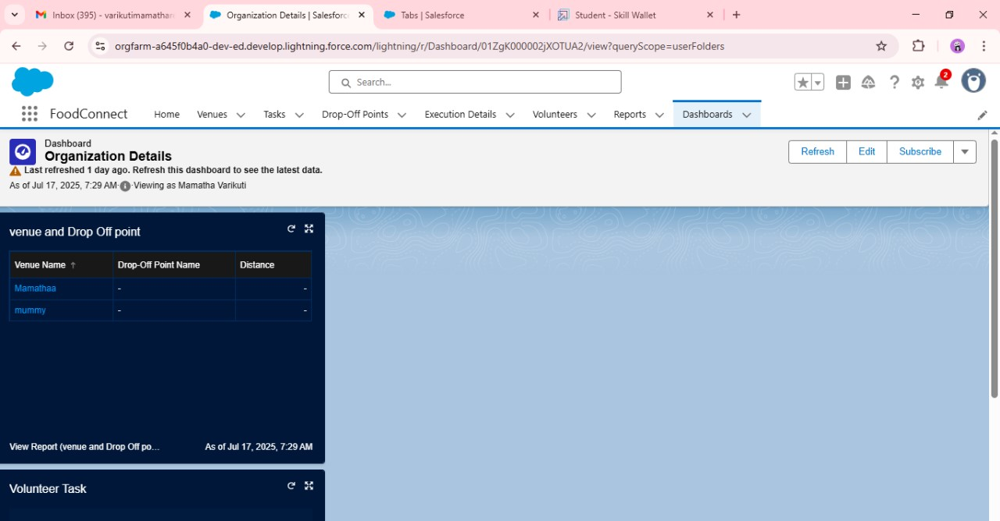 Inbox (395) - varikutimamathar
Organization Details | Salesforc
Tabs | Salesforce
Student - Skill Wallet
orgfarm-a645f0b4a0-dev-ed.develop.lightning.force.com/lightning/r/Dashboard/01ZgK000002jXOTUA2/view?queryScope=userFolders
Search...
2
FoodConnect
Home
Venues
Tasks
Drop-Off Points
Execution Details
Volunteers
Reports
Dashboards
Dashboard
Organization Details
Last refreshed 1 day ago. Refresh this dashboard to see the latest data.
As of Jul 17, 2025, 7:29 AM·Viewing as Mamatha Varikuti
Refresh
Edit
Subscribe
venue and Drop Off point
Venue Name ↑ Drop-Off Point Name Distance
Mamathaa - -
mummy - -
View Report (venue and Drop Off po...
As of Jul 17, 2025, 7:29 AM
Volunteer Task